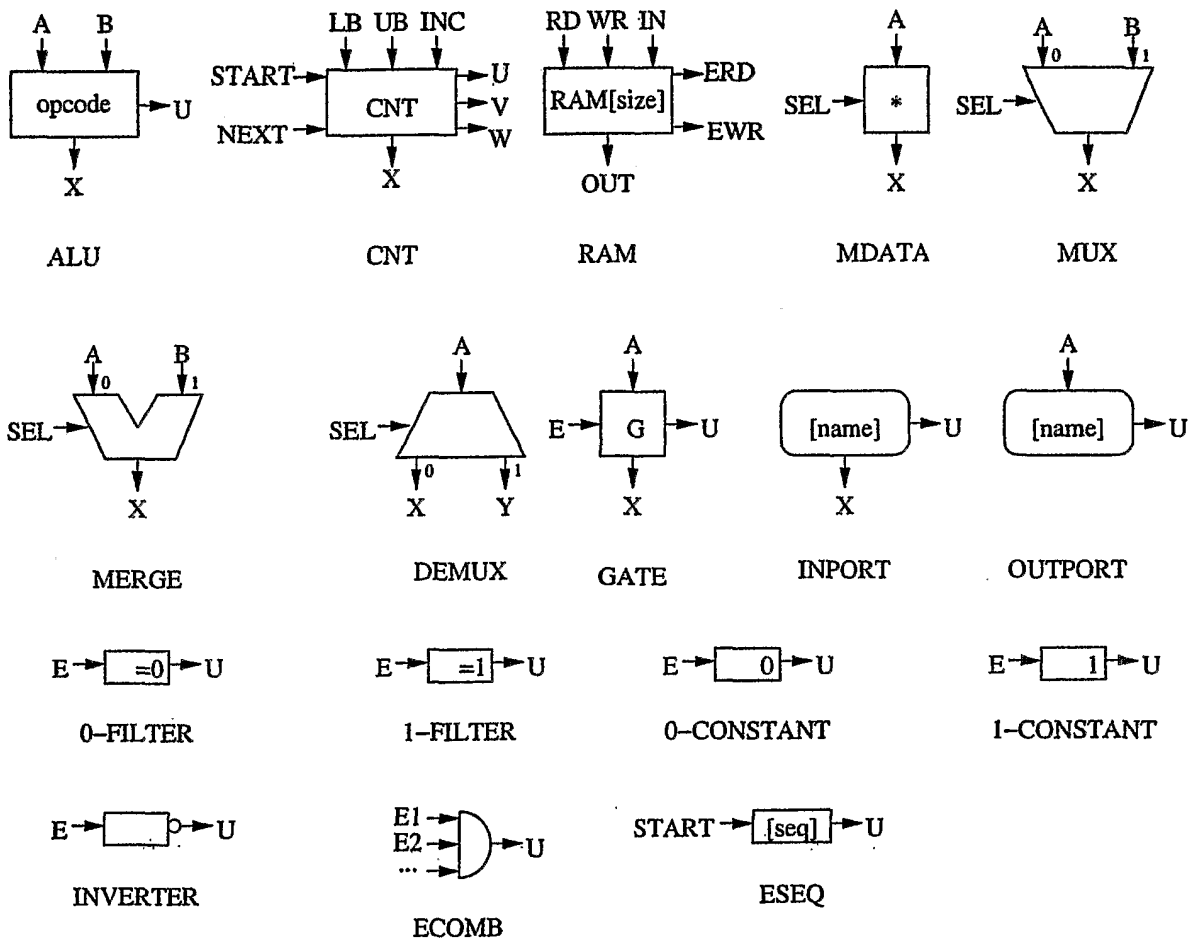 A B
opcode U
X
ALU
LB UB INC
START U
CNT V
NEXT W
X
CNT
RD WR IN
RAM[size] ERD
EWR
OUT
RAM
A
SEL *
X
MDATA
A B
0 1
SEL
X
MUX
A B
0 1
SEL
X
MERGE
A
SEL
0 1
X Y
DEMUX
A
E G U
X
GATE
[name] U
X
INPORT
A
[name] U
OUTPORT
E =0 U
0-FILTER
E =1 U
1-FILTER
E 0 U
0-CONSTANT
E 1 U
1-CONSTANT
E U
INVERTER
E1
E2 U
...
ECOMB
START [seq] U
ESEQ